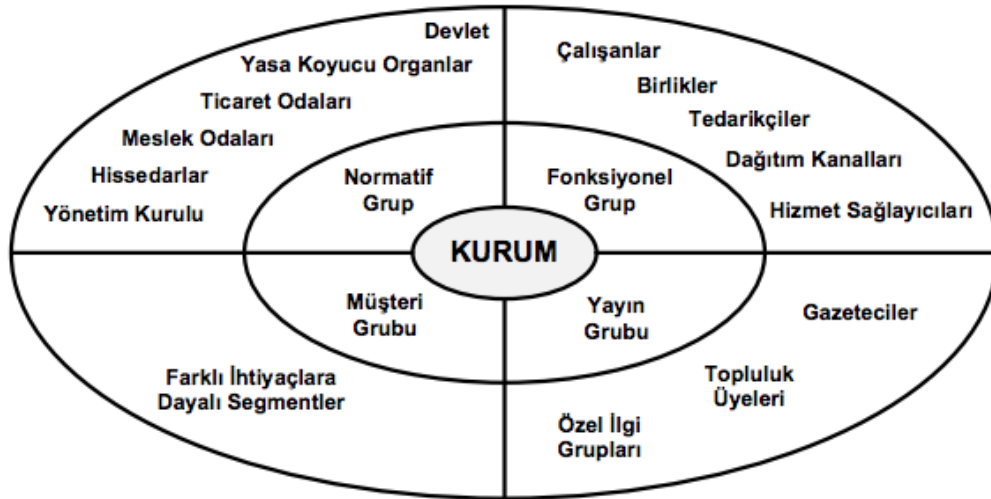 Devlet
Yasa Koyucu Organlar
Ticaret Odaları
Meslek Odaları
Hissedarlar
Yönetim Kurulu
Normatif
Grup
Çalışanlar
Birlikler
Tedarikçiler
Dağıtım Kanalları
Hizmet Sağlayıcıları
Fonksiyonel
Grup
KURUM
Müşteri
Grubu
Farklı İhtiyaçlara
Dayalı Segmentler
Yayın
Grubu
Gazeteciler
Topluluk
Üyeleri
Özel İlgi
Grupları